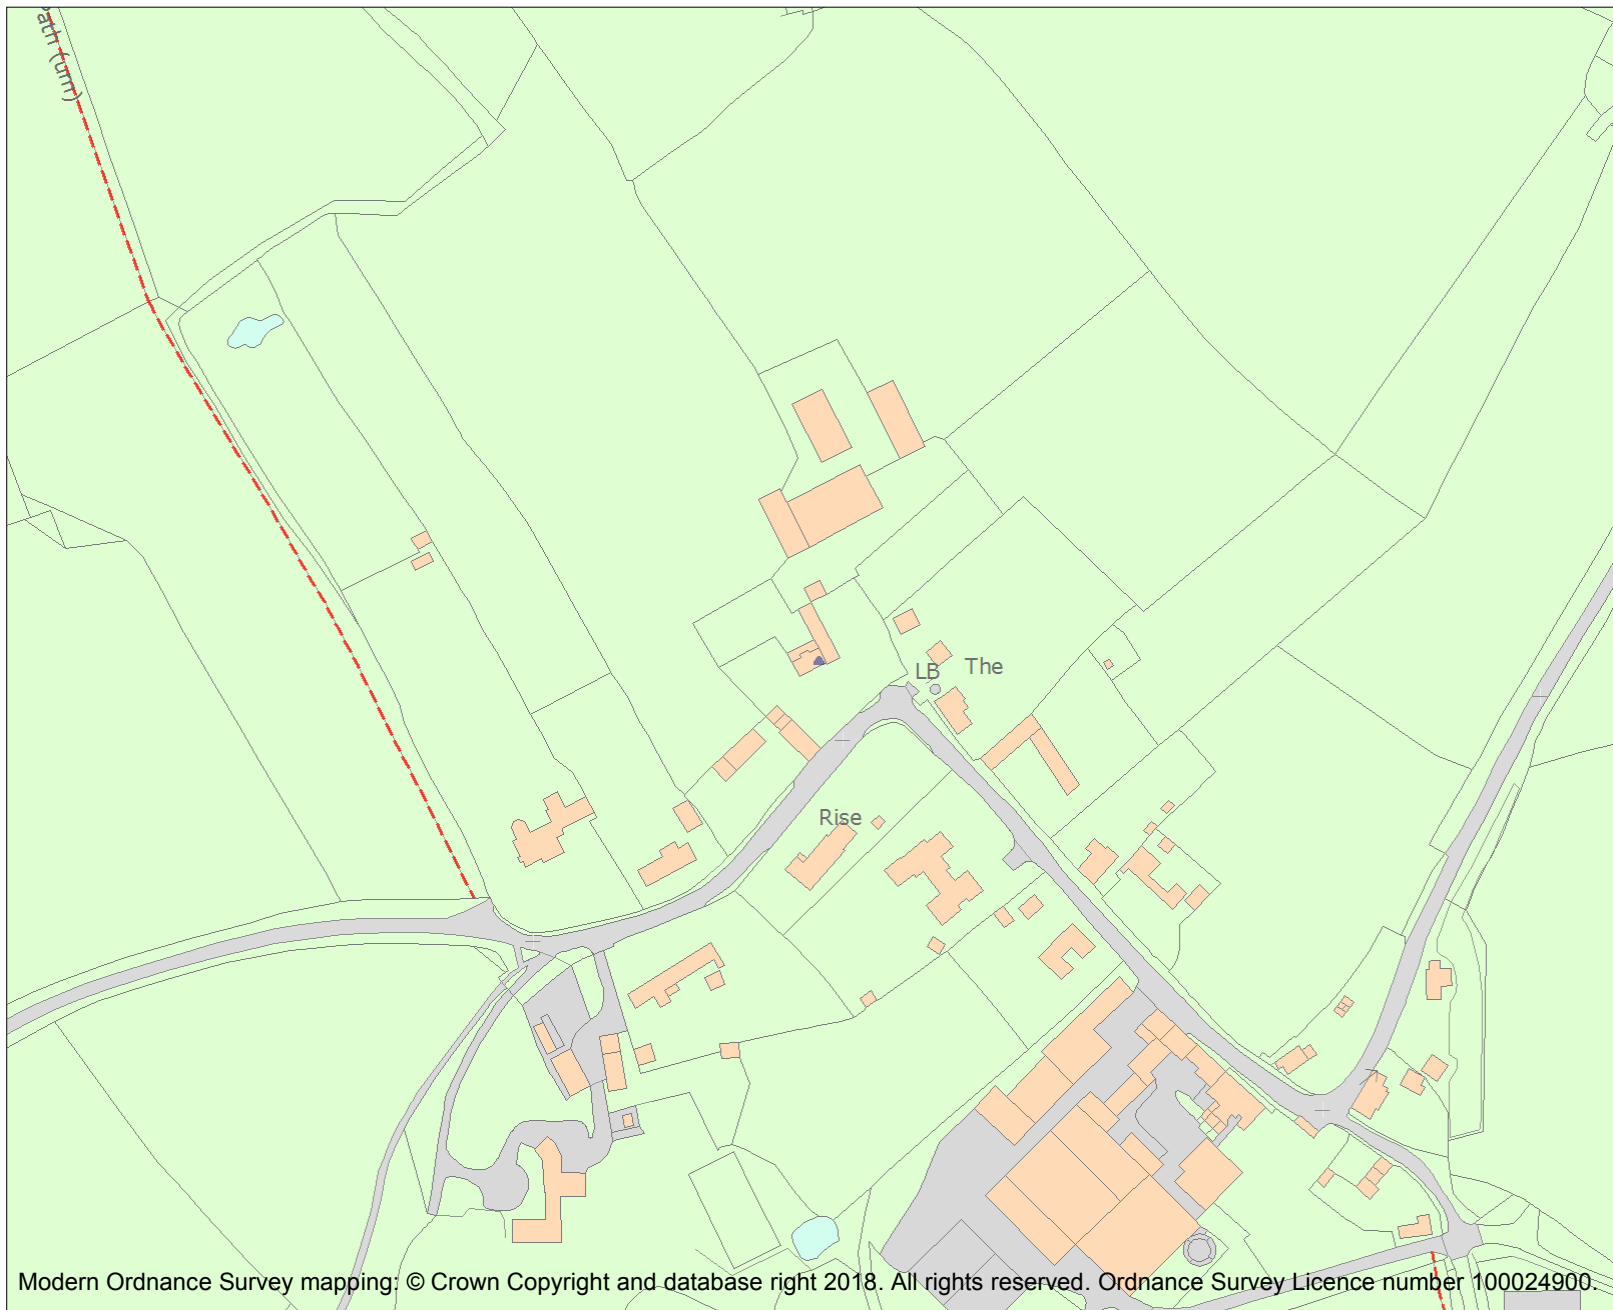 ath (um)
LB
The
Rise
Modern Ordnance Survey mapping: © Crown Copyright and database right 2018. All rights reserved. Ordnance Survey Licence number 100024900.